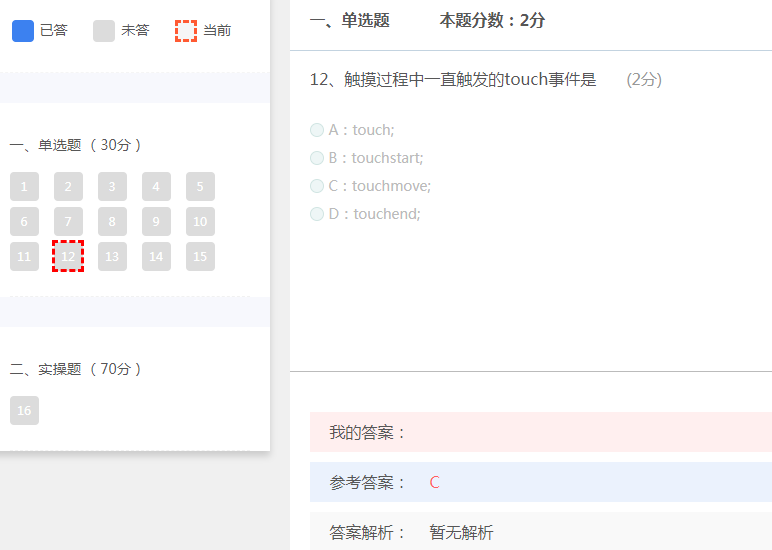 已答 未答 当前
一、单选题（30分）
1 2 3 4 5
6 7 8 9 10
11 12 13 14 15
二、实操题（70分）
16
一、单选题 本题分数：2分
12、触摸过程中一直触发的touch事件是 (2分)
A：touch;
B：touchstart;
C：touchmove;
D：touchend;
我的答案：
参考答案： C
答案解析： 暂无解析